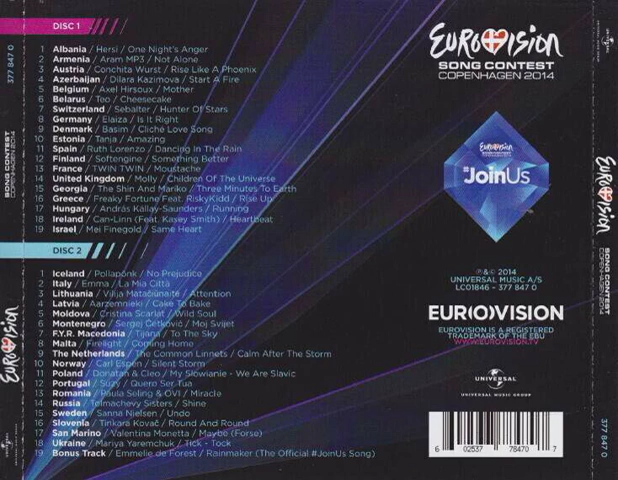 DISC 1
1 Albania / Hersi / One Night's Anger
2 Armenia / Aram MP3 / Not Alone
3 Austria / Conchita Wurst / Rise Like A Phoenix
4 Azerbaijan / Dilara Kazimova / Start A Fire
5 Belgium / Axel Hirsoux / Mother
6 Belarus / Teo / Cheesecake
7 Switzerland / Sebalter / Hunter Of Stars
8 Germany / Elaiza / Is It Right
9 Denmark / Basim / Cliché Love Song
10 Estonia / Tanja / Amazing
11 Spain / Ruth Lorenzo / Dancing In The Rain
12 Finland / Softengine / Something Better
13 France / TWIN TWIN / Moustache
14 United Kingdom / Molly / Children Of The Universe
15 Georgia / The Shin And Mariko / Three Minutes To Earth
16 Greece / Freaky Fortune Feat. RiskyKidd / Rise Up
17 Hungary / András Kállay-Saunders / Running
18 Ireland / Can-Linn (Feat. Kasey Smith) / Heartbeat
19 Israel / Mei Finegold / Same Heart
DISC 2
1 Iceland / Pollapönk / No Prejudice
2 Italy / Emma / La Mia Città
3 Lithuania / Vilija Matačiūnaitė / Attention
4 Latvia / Aarzemnieki / Cake To Bake
5 Moldova / Cristina Scarlat / Wild Soul
6 Montenegro / Sergej Ćetković / Moj Svijet
7 F.Y.R. Macedonia / Tijana / To The Sky
8 Malta / Firelight / Coming Home
9 The Netherlands / The Common Linnets / Calm After The Storm
10 Norway / Carl Espen / Silent Storm
11 Poland / Donatan & Cleo / My Słowianie - We Are Slavic
12 Portugal / Suzy / Quero Ser Tua
13 Romania / Paula Seling & OVI / Miracle
14 Russia / Tolmachevy Sisters / Shine
15 Sweden / Sanna Nielsen / Undo
16 Slovenia / Tinkara Kovač / Round And Round
17 San Marino / Valentina Monetta / Maybe (Forse)
18 Ukraine / Mariya Yaremchuk / Tick - Tock
19 Bonus Track / Emmelie de Forest / Rainmaker (The Official #JoinUs Song)
EUROVISION
SONG CONTEST
COPENHAGEN 2014
EUROVISION
#JoinUs
℗&© 2014
UNIVERSAL MUSIC A/S
LC01846 - 377 847 0
EUROVISION
EUROVISION IS A REGISTERED
TRADEMARK OF THE EBU
WWW.EUROVISION.TV
UNIVERSAL
UNIVERSAL MUSIC GROUP
6 02537 78470 7
377 847 0
SONG CONTEST
COPENHAGEN 2014
EUROVISION
EUROVISION
SONG CONTEST
COPENHAGEN 2014
377 847 0